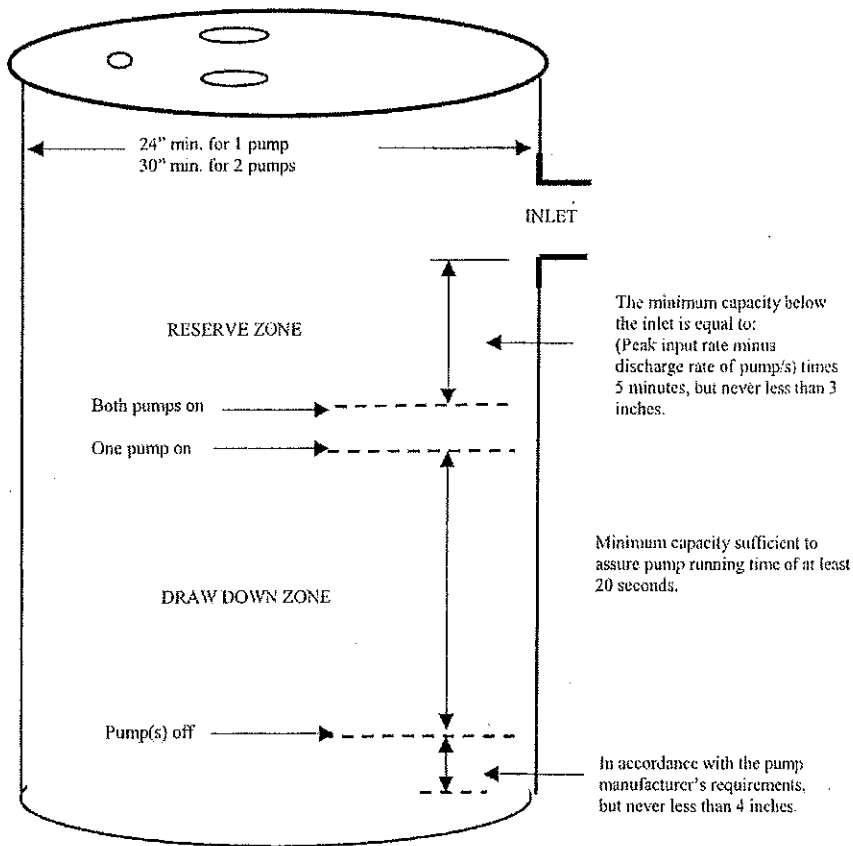 24” min. for 1 pump
30” min. for 2 pumps
INLET
RESERVE ZONE
The minimum capacity below
the inlet is equal to:
(Peak input rate minus
discharge rate of pump/s) times
5 minutes, but never less than 3
inches.
Both pumps on
One pump on
Minimum capacity sufficient to
assure pump running time of at least
20 seconds.
DRAW DOWN ZONE
Pump(s) off
In accordance with the pump
manufacturer’s requirements,
but never less than 4 inches.